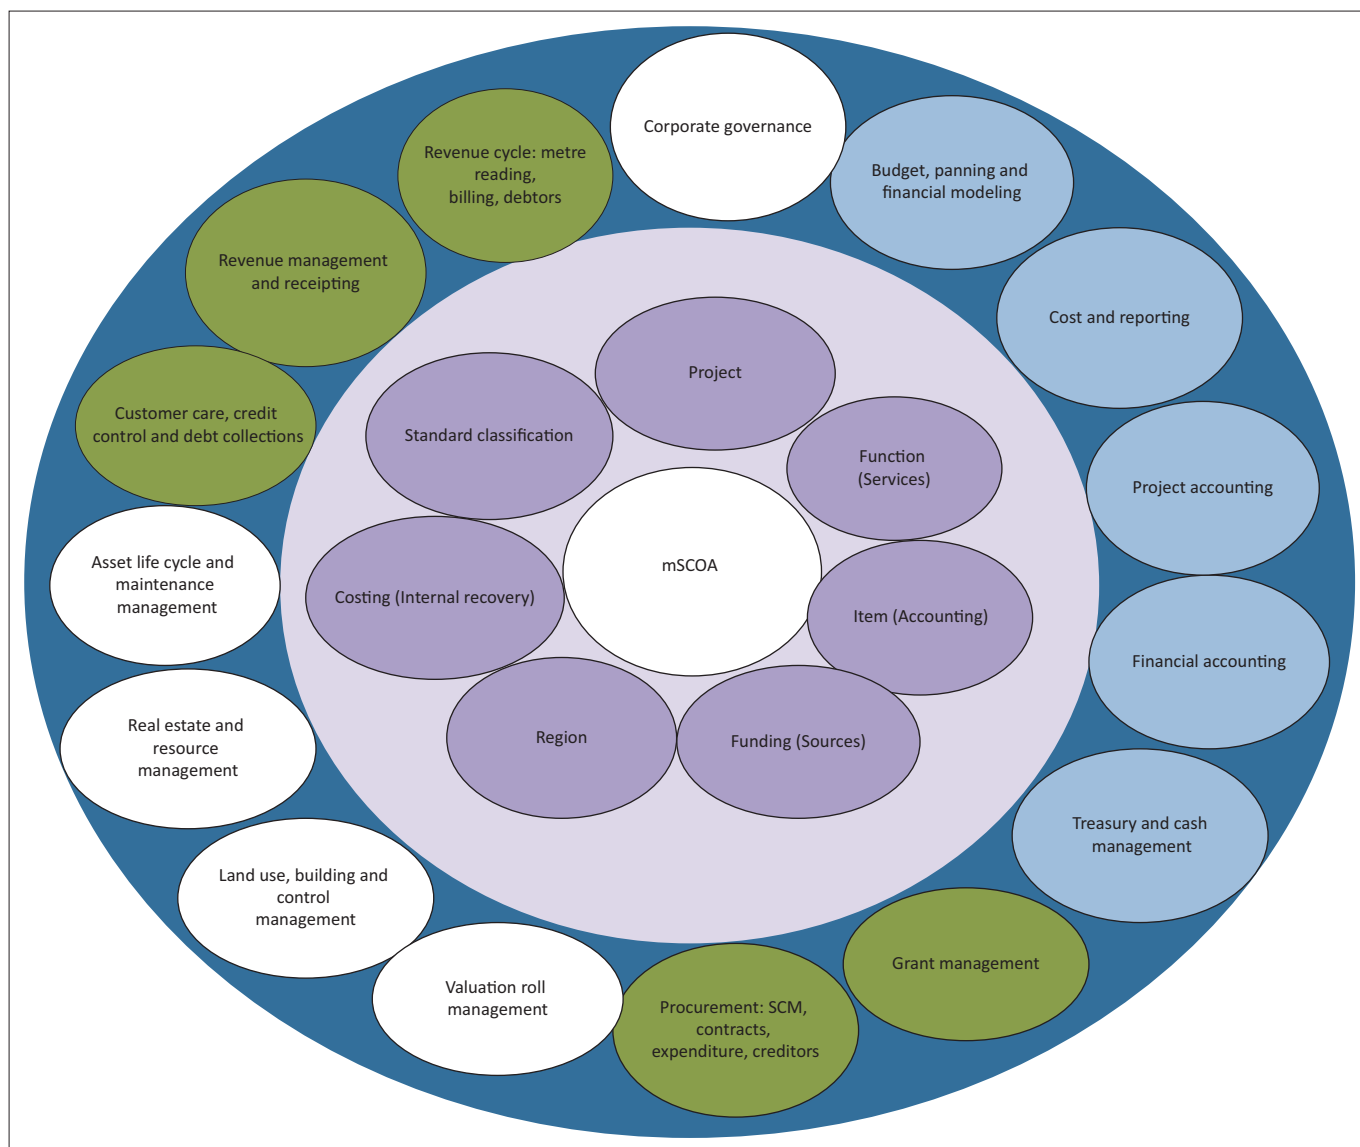 Corporate governance
Budget, panning and
financial modeling
Cost and reporting
Project accounting
Financial accounting
Treasury and cash
management
Grant management
Procurement: SCM,
contracts,
expenditure, creditors
Valuation roll
management
Land use, building and
control
management
Real estate and
resource
management
Asset life cycle and
maintenance
management
Customer care, credit
control and debt collections
Revenue management
and receipting
Revenue cycle: metre
reading,
billing, debtors
Project
Function
(Services)
Item (Accounting)
Funding (Sources)
Region
Costing (Internal recovery)
Standard classification
mSCOA